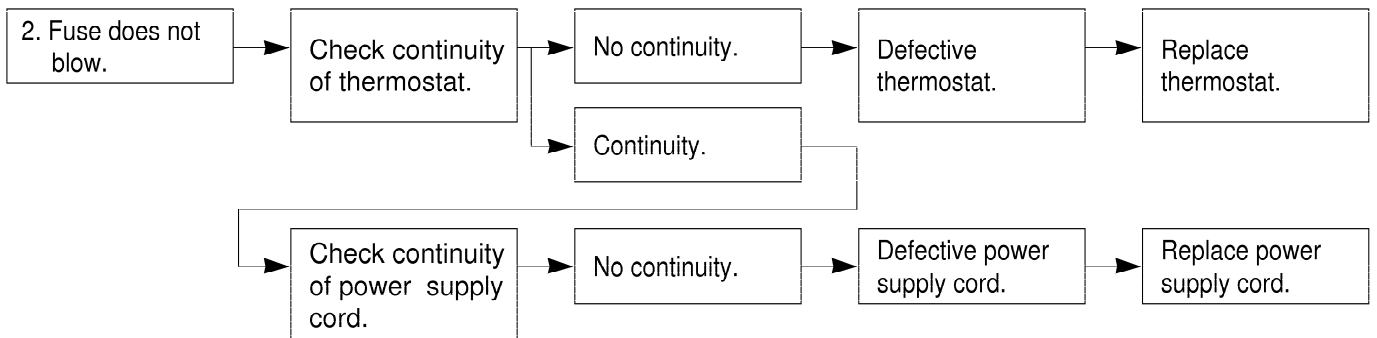 2. Fuse does not
blow.
Check continuity
of thermostat.
No continuity.
Defective
thermostat.
Replace
thermostat.
Continuity.
Check continuity
of power supply
cord.
No continuity.
Defective power
supply cord.
Replace power
supply cord.